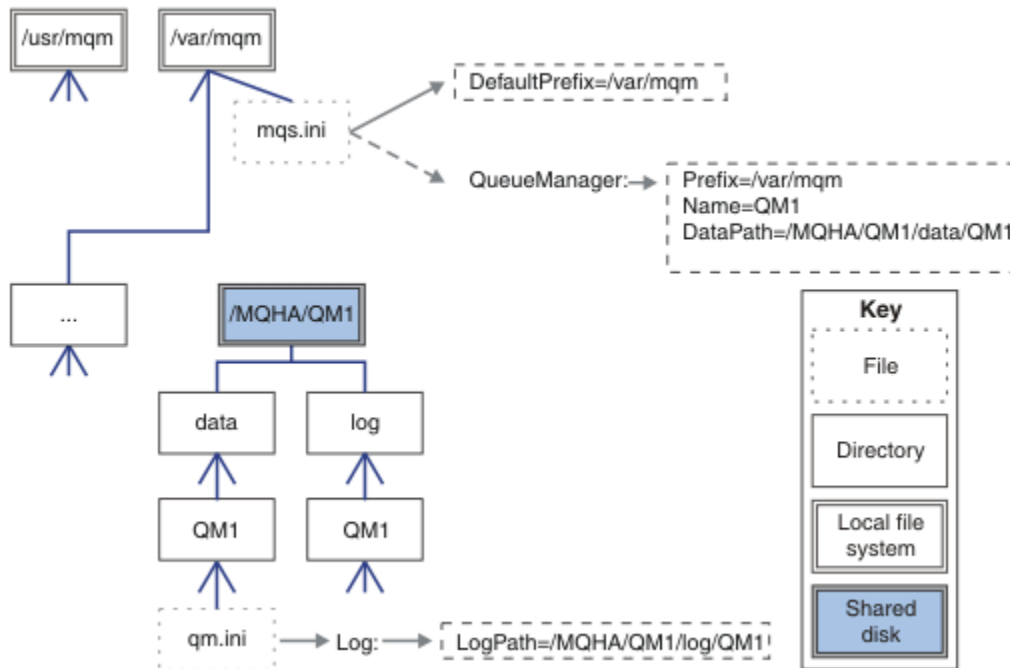 /usr/mqm
/var/mqm
DefaultPrefix=/var/mqm
mqs.ini
QueueManager:
Prefix=/var/mqm
Name=QM1
DataPath=/MQHA/QM1/data/QM1
...
/MQHA/QM1
data
log
QM1
QM1
qm.ini
Log:
LogPath=/MQHA/QM1/log/QM1
Key
File
Directory
Local file
system
Shared
disk